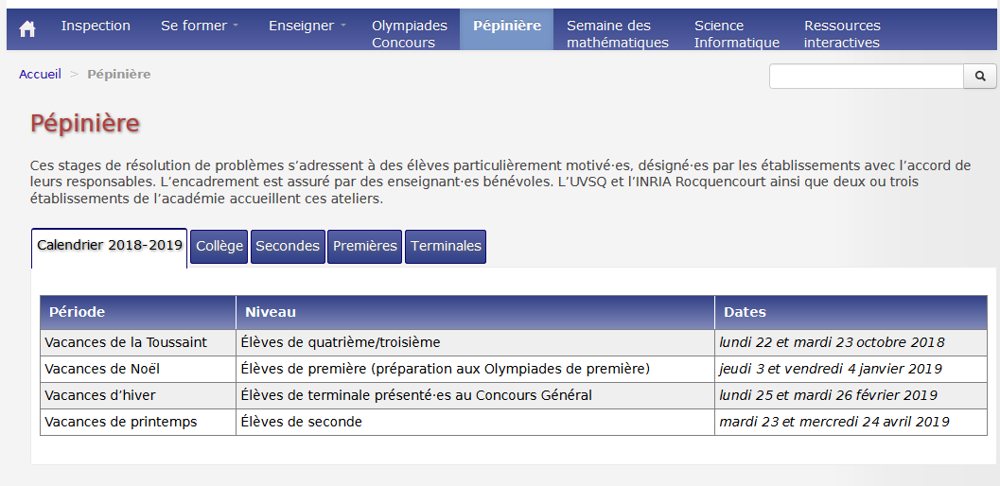 Inspection Se former Enseigner Olympiades Concours Pépinière Semaine des mathématiques Science Informatique Ressources interactives
Accueil > Pépinière
Pépinière
Ces stages de résolution de problèmes s’adressent à des élèves particulièrement motivé·es, désigné·es par les établissements avec l’accord de
leurs responsables. L’encadrement est assuré par des enseignant·es bénévoles. L’UVSQ et l’INRIA Rocquencourt ainsi que deux ou trois
établissements de l’académie accueillent ces ateliers.
Calendrier 2018-2019 Collège Secondes Premières Terminales
Période Niveau Dates
Vacances de la Toussaint Élèves de quatrième/troisième lundi 22 et mardi 23 octobre 2018
Vacances de Noël Élèves de première (préparation aux Olympiades de première) jeudi 3 et vendredi 4 janvier 2019
Vacances d’hiver Élèves de terminale présenté·es au Concours Général lundi 25 et mardi 26 février 2019
Vacances de printemps Élèves de seconde mardi 23 et mercredi 24 avril 2019